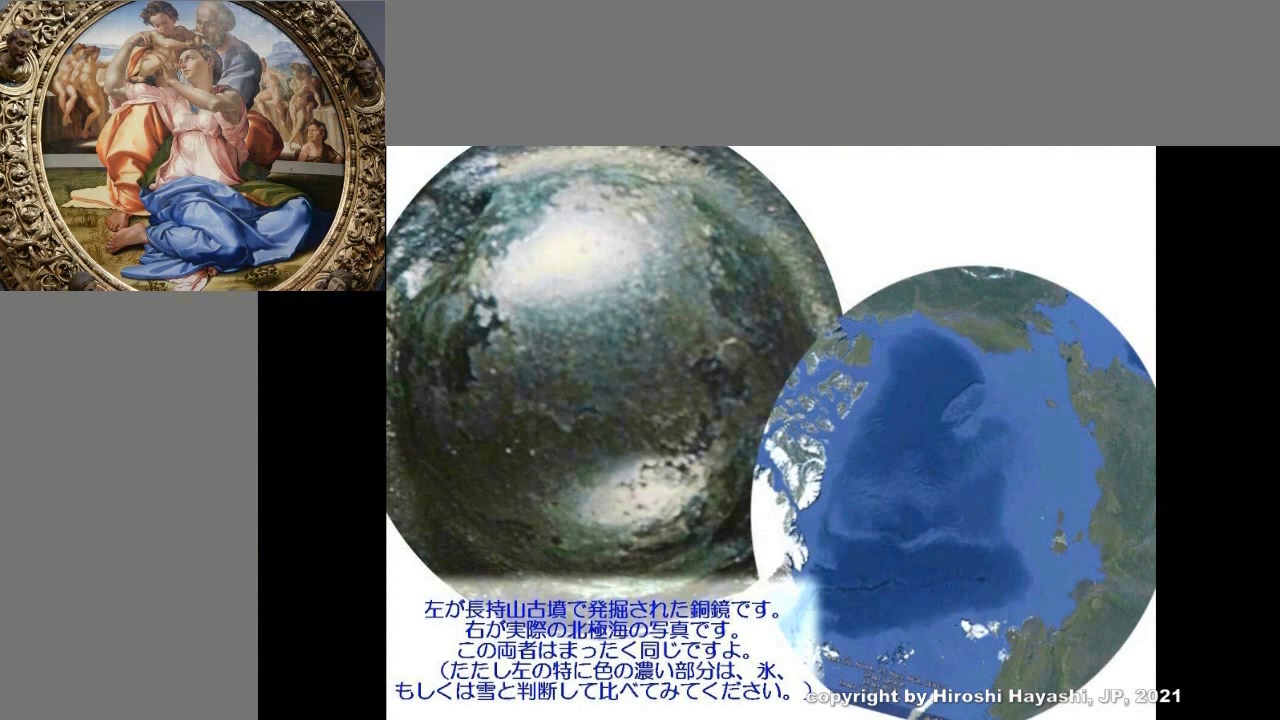 左が長持山古墳で発掘された銅鏡です。
右が実際の北極海の写真です。
この両者はまったく同じですよ。
（たたし左の特に色の濃い部分は、氷、
もしくは雪と判断して比べてみてください。）
copyright by Hiroshi Hayashi, JP, 2021